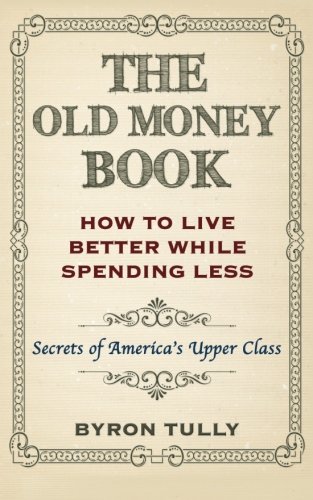 THE
OLD MONEY
BOOK
HOW TO LIVE
BETTER WHILE
SPENDING LESS
Secrets of America's Upper Class
BYRON TULLY